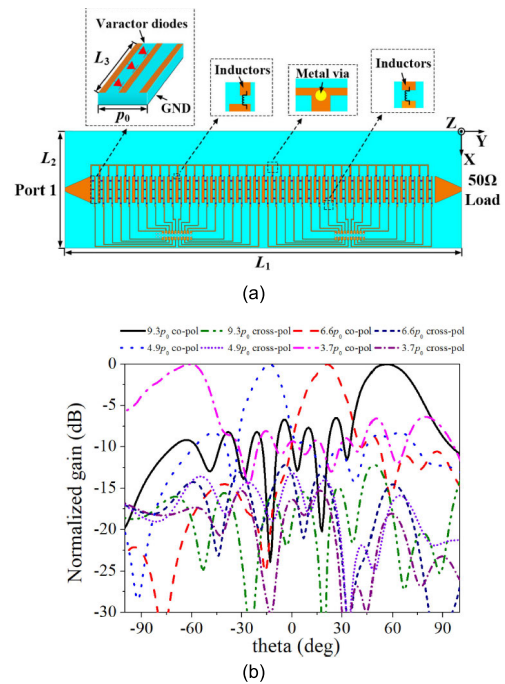 Varactor diodes
L3
p0
GND
Inductors
Metal via
Inductors
Z
Y
X
L2
Port 1
50Ω
Load
L1
(a)
9.3p0 co-pol 9.3p0 cross-pol 6.6p0 co-pol 6.6p0 cross-pol
4.9p0 co-pol 4.9p0 cross-pol 3.7p0 co-pol 3.7p0 cross-pol
Normalized gain (dB)
0
-5
-10
-15
-20
-25
-30
-90 -60 -30 0 30 60 90
theta (deg)
(b)